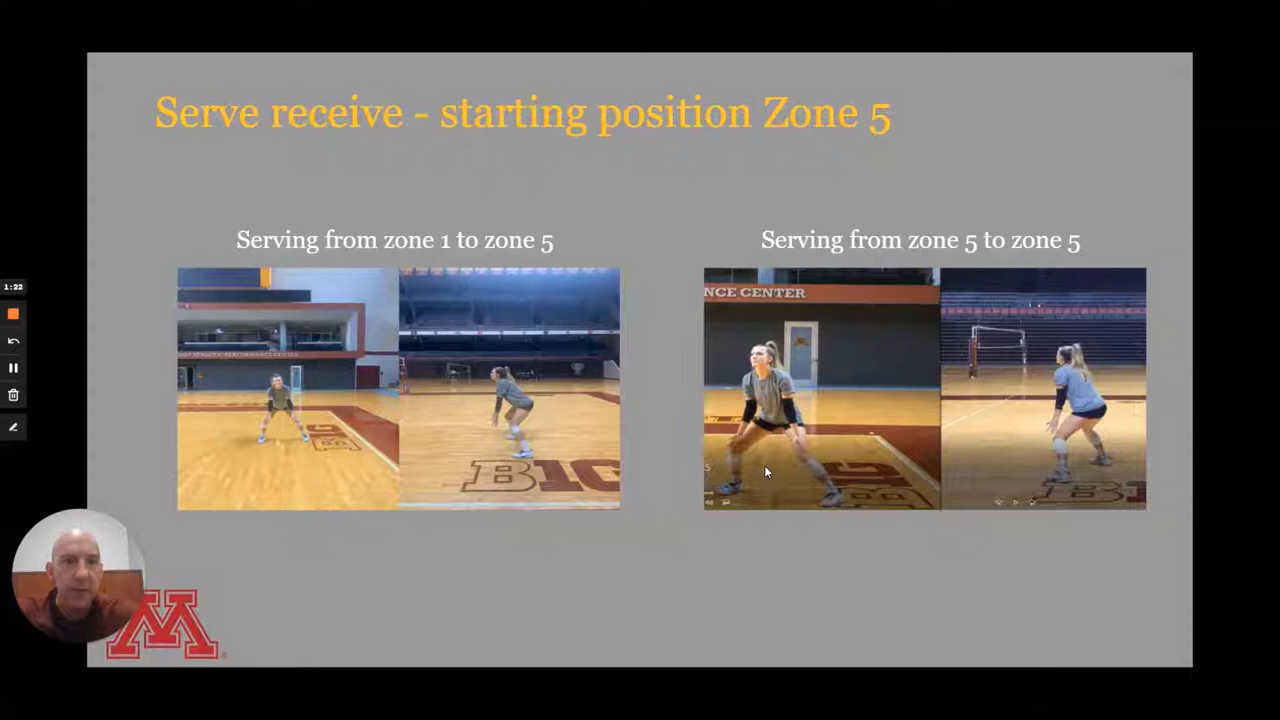 Serve receive - starting position Zone 5
Serving from zone 1 to zone 5
Serving from zone 5 to zone 5
NCE CENTER
BIG
1:22
M